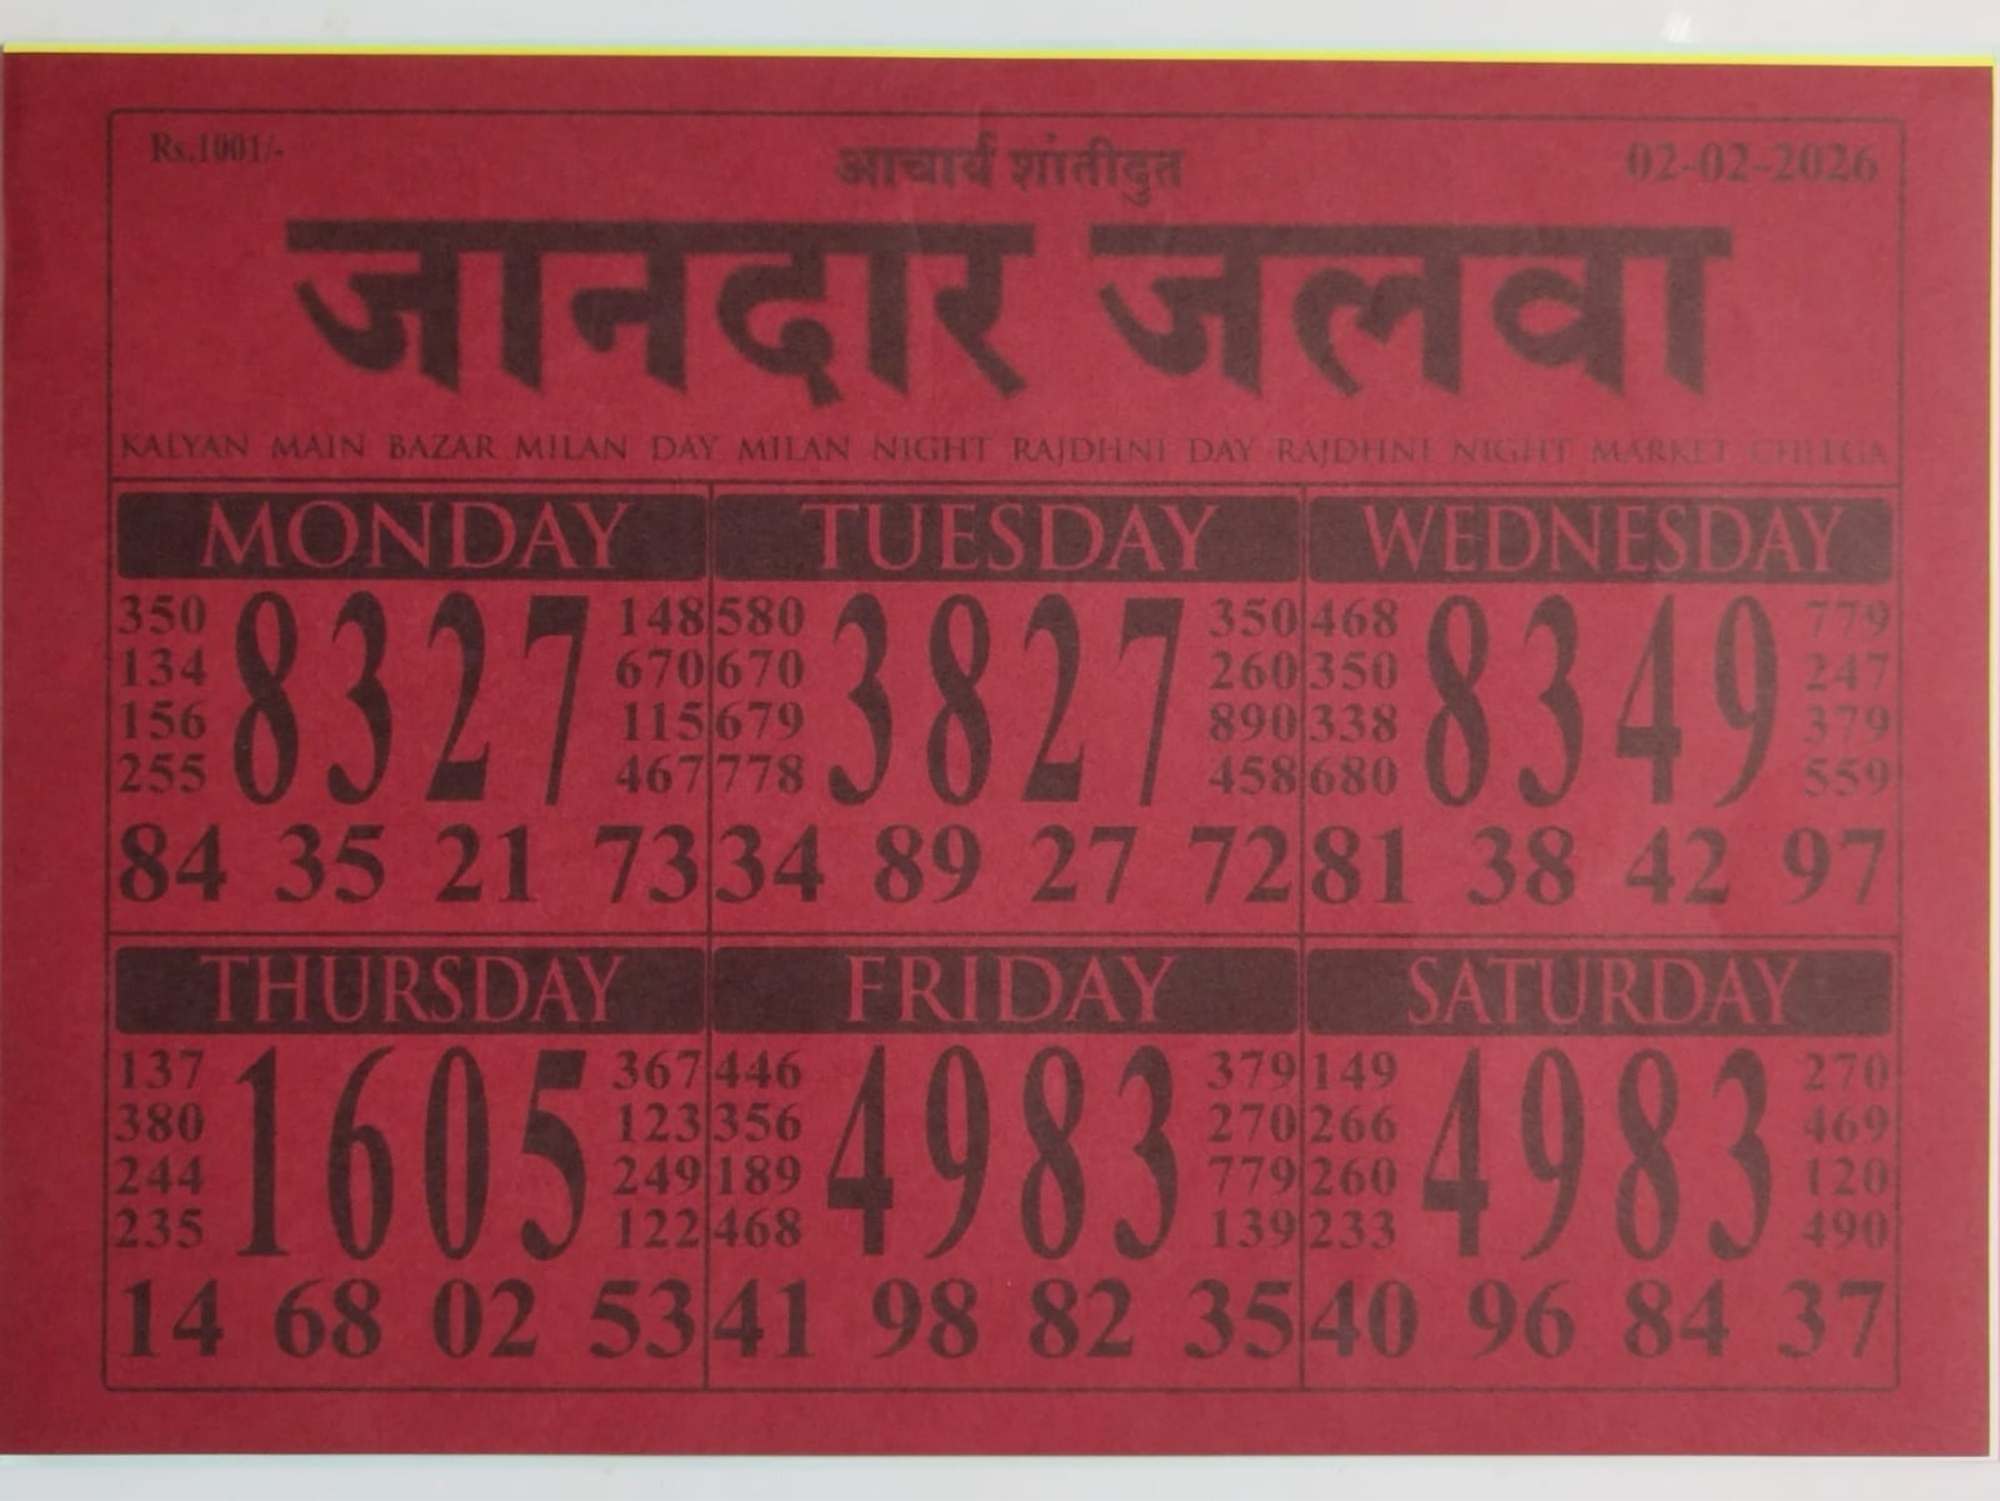 Rs.1001/- आचार्य शांतीदुत 02-02-2026
जानदार जलवा
KALYAN MAIN BAZAR MILAN DAY MILAN NIGHT RAJDHNI DAY RAJDHNI NIGHT MARKET CHLEGA
MONDAY TUESDAY WEDNESDAY
350 8327 148 580 3827 350 468 8349 779
134 670 670 260 350 247
156 115 679 890 338 379
255 467 778 458 680 559
84 35 21 73 34 89 27 72 81 38 42 97
THURSDAY FRIDAY SATURDAY
137 1605 367 446 4983 379 149 4983 270
380 123 356 270 266 469
244 249 189 779 260 120
235 122 468 139 233 490
14 68 02 53 41 98 82 35 40 96 84 37